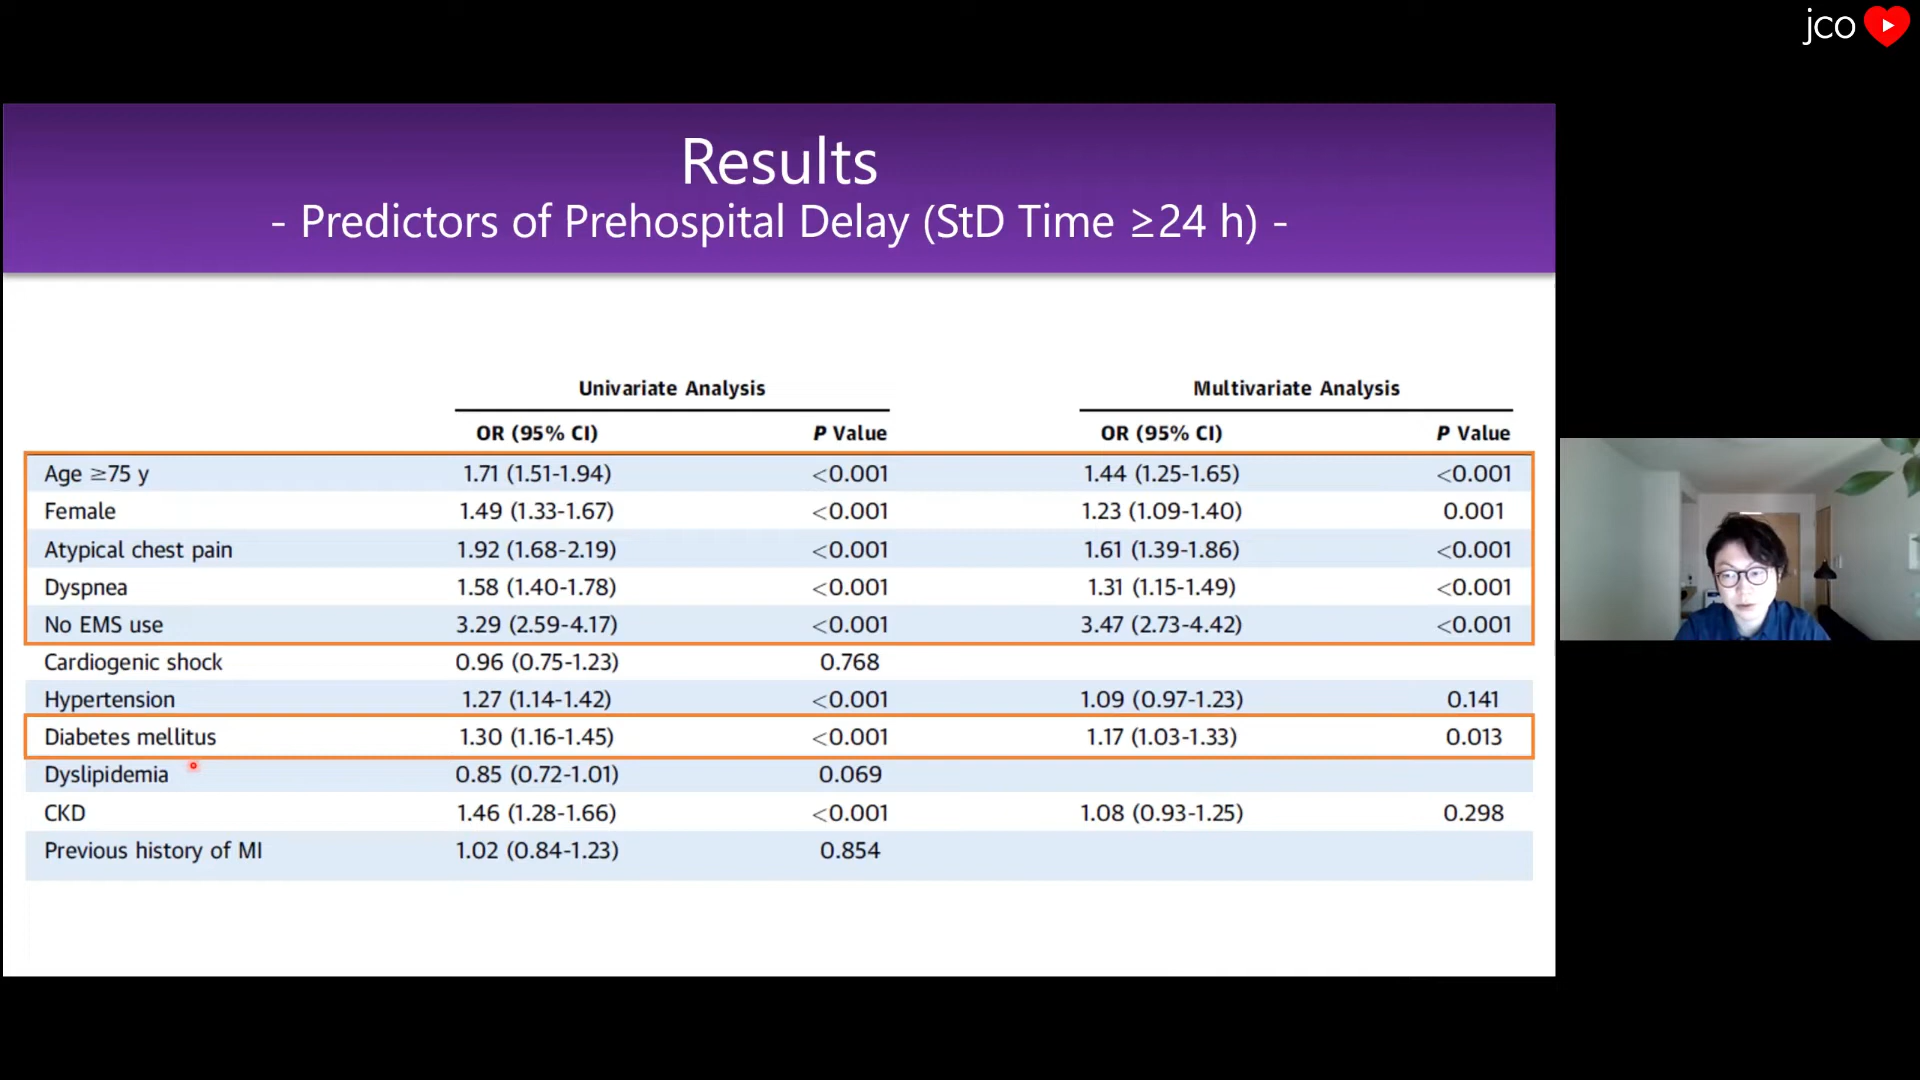 jco
Results
- Predictors of Prehospital Delay (StD Time ≥24 h) -
Univariate Analysis Multivariate Analysis
OR (95% CI) P Value OR (95% CI) P Value
Age ≥75 y 1.71 (1.51-1.94) <0.001 1.44 (1.25-1.65) <0.001
Female 1.49 (1.33-1.67) <0.001 1.23 (1.09-1.40) 0.001
Atypical chest pain 1.92 (1.68-2.19) <0.001 1.61 (1.39-1.86) <0.001
Dyspnea 1.58 (1.40-1.78) <0.001 1.31 (1.15-1.49) <0.001
No EMS use 3.29 (2.59-4.17) <0.001 3.47 (2.73-4.42) <0.001
Cardiogenic shock 0.96 (0.75-1.23) 0.768
Hypertension 1.27 (1.14-1.42) <0.001 1.09 (0.97-1.23) 0.141
Diabetes mellitus 1.30 (1.16-1.45) <0.001 1.17 (1.03-1.33) 0.013
Dyslipidemia 0.85 (0.72-1.01) 0.069
CKD 1.46 (1.28-1.66) <0.001 1.08 (0.93-1.25) 0.298
Previous history of MI 1.02 (0.84-1.23) 0.854